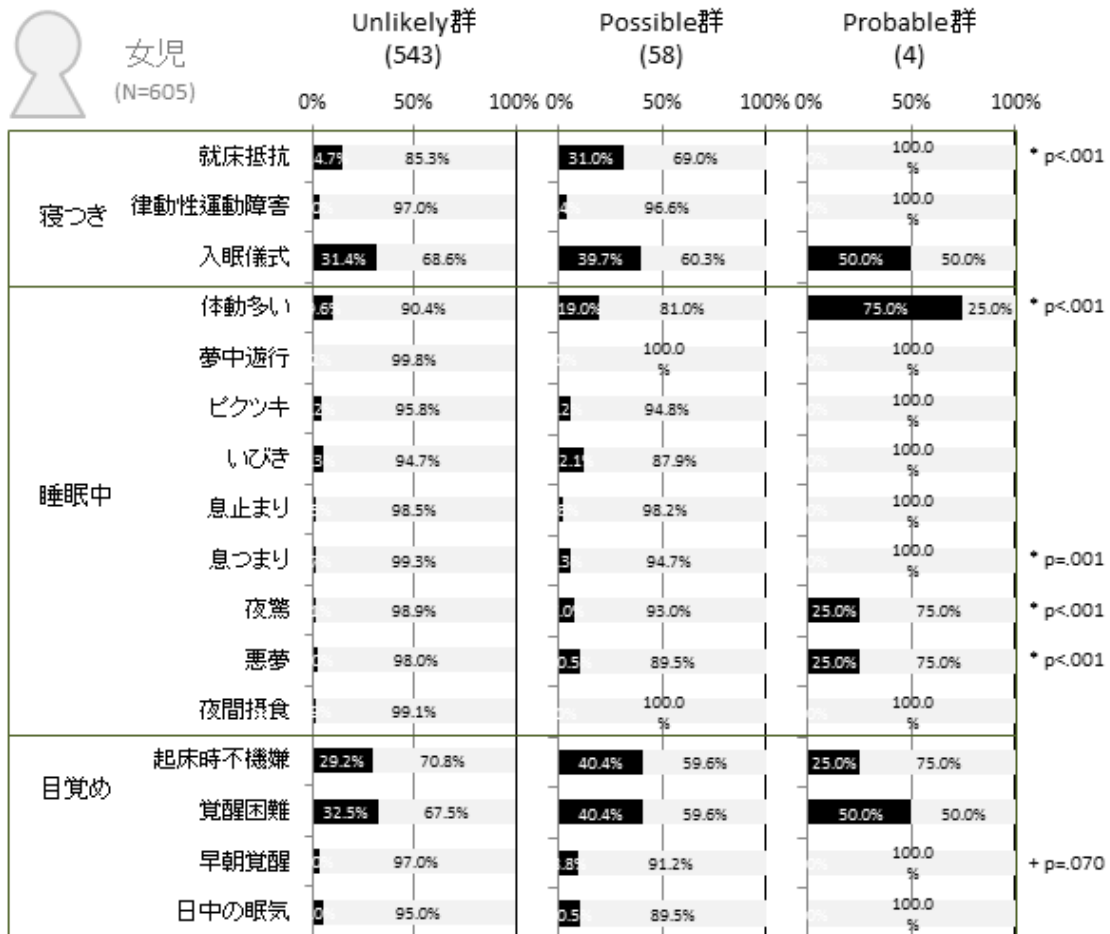 女児
(N=605)
Unlikely群
(543)
Possible群
(58)
Probable群
(4)
0% 50% 100% 0% 50% 100% 0% 50% 100%
寝つき
就床抵抗 4.7% 85.3% 31.0% 69.0% 100.0% * p<.001
律動性運動障害 97.0% 96.6% 100.0%
入眠儀式 31.4% 68.6% 39.7% 60.3% 50.0% 50.0%
睡眠中
体動多い 90.4% 19.0% 81.0% 75.0% 25.0% * p<.001
夢中遊行 99.8% 100.0% 100.0%
ピクツキ 95.8% 94.8% 100.0%
いびき 94.7% 87.9% 100.0%
息止まり 98.5% 98.2% 100.0%
息つまり 99.3% 94.7% 100.0% * p=.001
夜驚 98.9% 93.0% 25.0% 75.0% * p<.001
悪夢 98.0% 89.5% 25.0% 75.0% * p<.001
夜間摂食 99.1% 100.0% 100.0%
目覚め
起床時不機嫌 29.2% 70.8% 40.4% 59.6% 25.0% 75.0%
覚醒困難 32.5% 67.5% 40.4% 59.6% 50.0% 50.0%
早朝覚醒 97.0% 91.2% 100.0% + p=.070
日中の眠気 95.0% 89.5% 100.0%